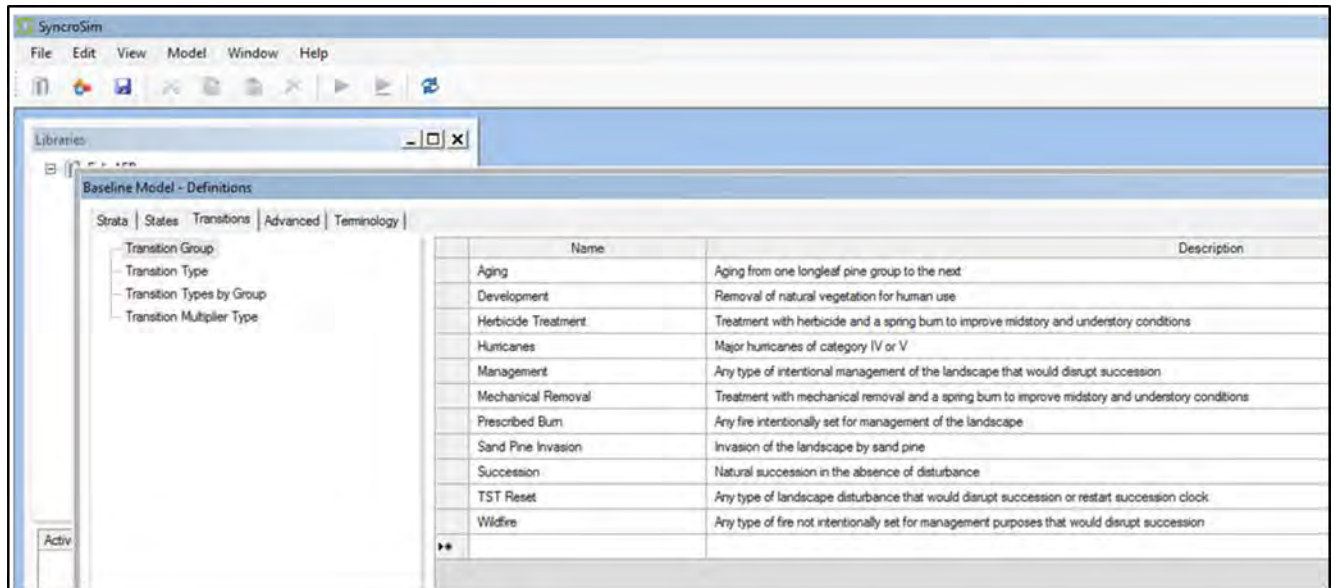 SyncroSim
File Edit View Model Window Help
Libraries
Baseline Model - Definitions
Strata States Transitions Advanced Terminology
Transition Group
Transition Type
Transition Types by Group
Transition Multiplier Type
Name Description
Aging Aging from one longleaf pine group to the next
Development Removal of natural vegetation for human use
Herbicide Treatment Treatment with herbicide and a spring burn to improve midstory and understory conditions
Hurricanes Major hurricanes of category IV or V
Management Any type of intentional management of the landscape that would disrupt succession
Mechanical Removal Treatment with mechanical removal and a spring burn to improve midstory and understory conditions
Prescribed Burn Any fire intentionally set for management of the landscape
Sand Pine Invasion Invasion of the landscape by sand pine
Succession Natural succession in the absence of disturbance
TST Reset Any type of landscape disturbance that would disrupt succession or restart succession clock
Wildfire Any type of fire not intentionally set for management purposes that would disrupt succession
Activ